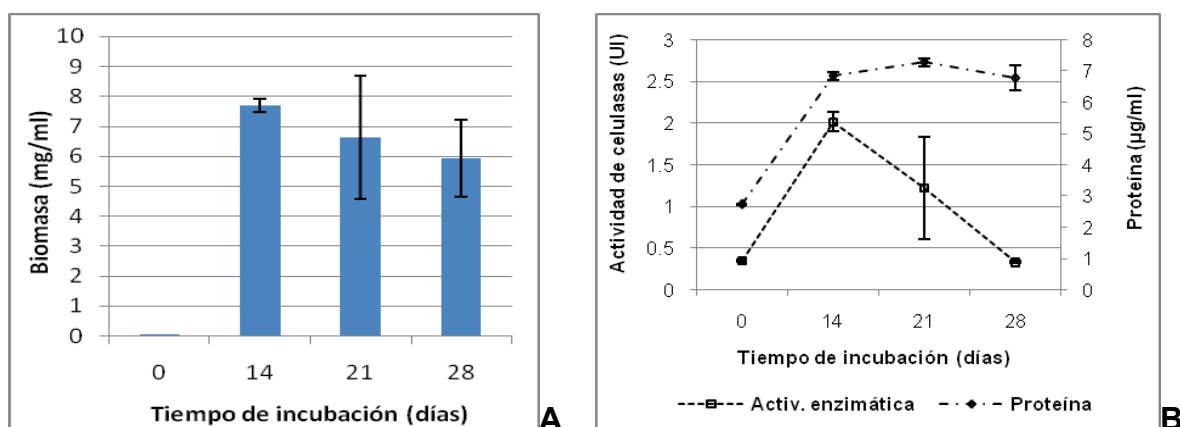 10
9
8
7
6
5
4
3
2
1
0
Biomasa (mg/ml)
0 14 21 28
Tiempo de incubación (días)
A
3
2.5
2
1.5
1
0.5
0
Actividad de celulasas (UI)
8
7
6
5
4
3
2
1
0
Proteína (µg/ml)
0 14 21 28
Tiempo de incubación (días)
Activ. enzimática Proteína
B